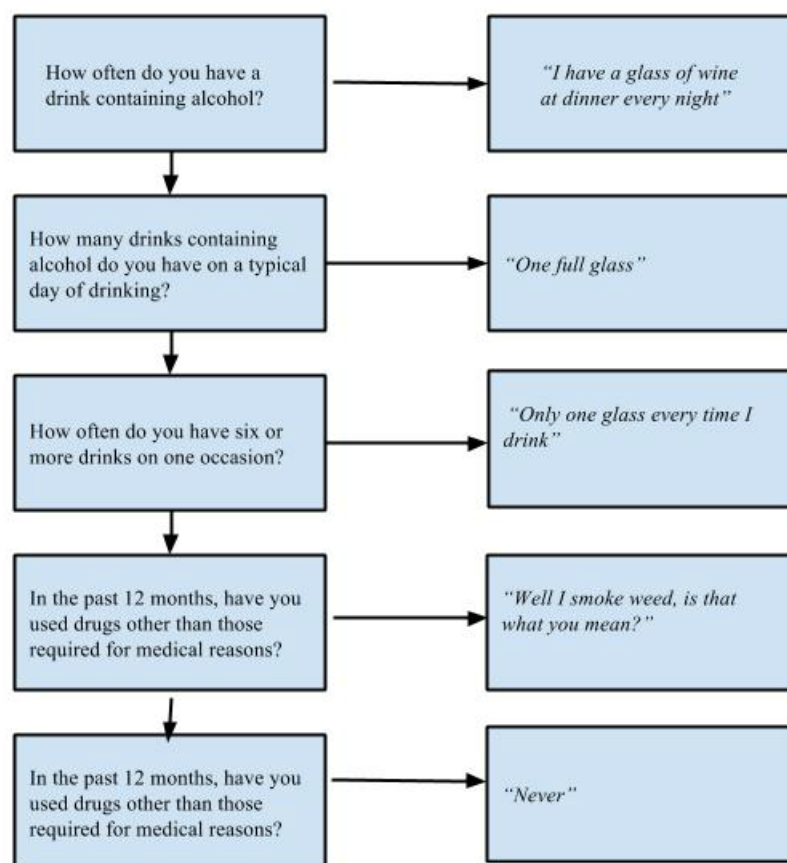 How often do you have a
drink containing alcohol?
“I have a glass of wine
at dinner every night”
How many drinks containing
alcohol do you have on a typical
day of drinking?
“One full glass”
How often do you have six or
more drinks on one occasion?
“Only one glass every time I
drink”
In the past 12 months, have you
used drugs other than those
required for medical reasons?
“Well I smoke weed, is that
what you mean?”
In the past 12 months, have you
used drugs other than those
required for medical reasons?
“Never”